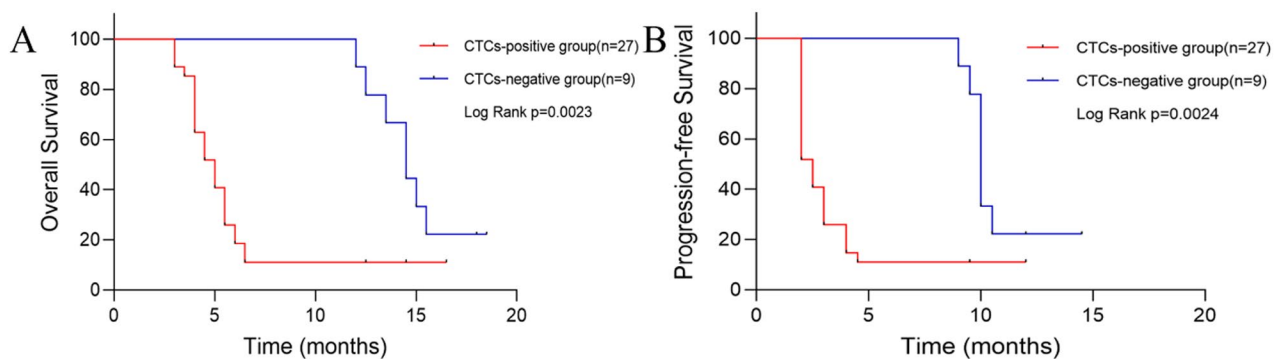 A
Overall Survival
100
80
60
40
20
0
0 5 10 15 20
Time (months)
CTCs-positive group(n=27)
CTCs-negative group(n=9)
Log Rank p=0.0023
B
Progression-free Survival
100
80
60
40
20
0
0 5 10 15 20
Time (months)
CTCs-positive group(n=27)
CTCs-negative group(n=9)
Log Rank p=0.0024